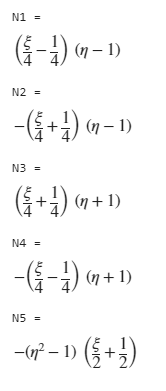 N1 =
(ξ/4 − 1/4) (η − 1)
N2 =
−(ξ/4 + 1/4) (η − 1)
N3 =
(ξ/4 + 1/4) (η + 1)
N4 =
−(ξ/4 − 1/4) (η + 1)
N5 =
−(η² − 1) (ξ/2 + 1/2)